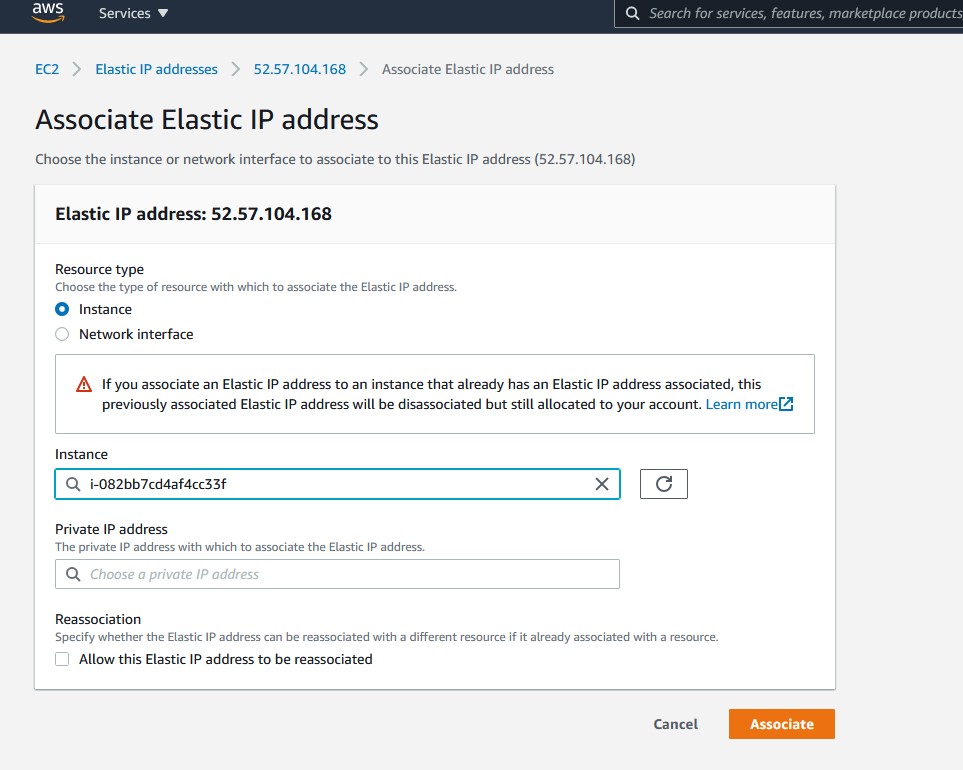 aws
Services
Search for services, features, marketplace products
EC2 Elastic IP addresses 52.57.104.168 Associate Elastic IP address
Associate Elastic IP address
Choose the instance or network interface to associate to this Elastic IP address (52.57.104.168)
Elastic IP address: 52.57.104.168
Resource type
Choose the type of resource with which to associate the Elastic IP address.
Instance
Network interface
If you associate an Elastic IP address to an instance that already has an Elastic IP address associated, this
previously associated Elastic IP address will be disassociated but still allocated to your account. Learn more
Instance
i-082bb7cd4af4cc33f
Private IP address
The private IP address with which to associate the Elastic IP address.
Choose a private IP address
Reassociation
Specify whether the Elastic IP address can be reassociated with a different resource if it already associated with a resource.
Allow this Elastic IP address to be reassociated
Cancel
Associate